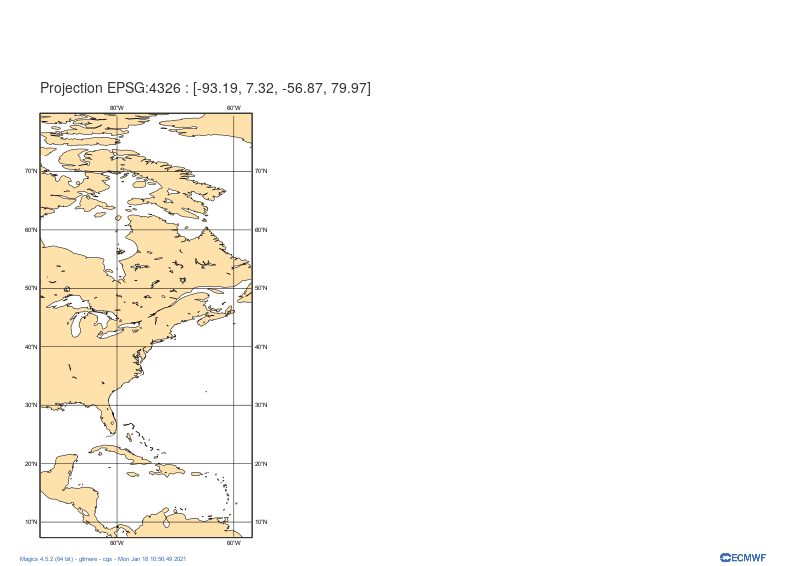 Projection EPSG:4326 : [-93.19, 7.32, -56.87, 79.97]
80°W 60°W
70°N 70°N
60°N 60°N
50°N 50°N
40°N 40°N
30°N 30°N
20°N 20°N
10°N 10°N
80°W 60°W
Magics 4.5.2 (64 bit) - gilmere - cgs - Mon Jan 18 10:56:49 2021
ECMWF